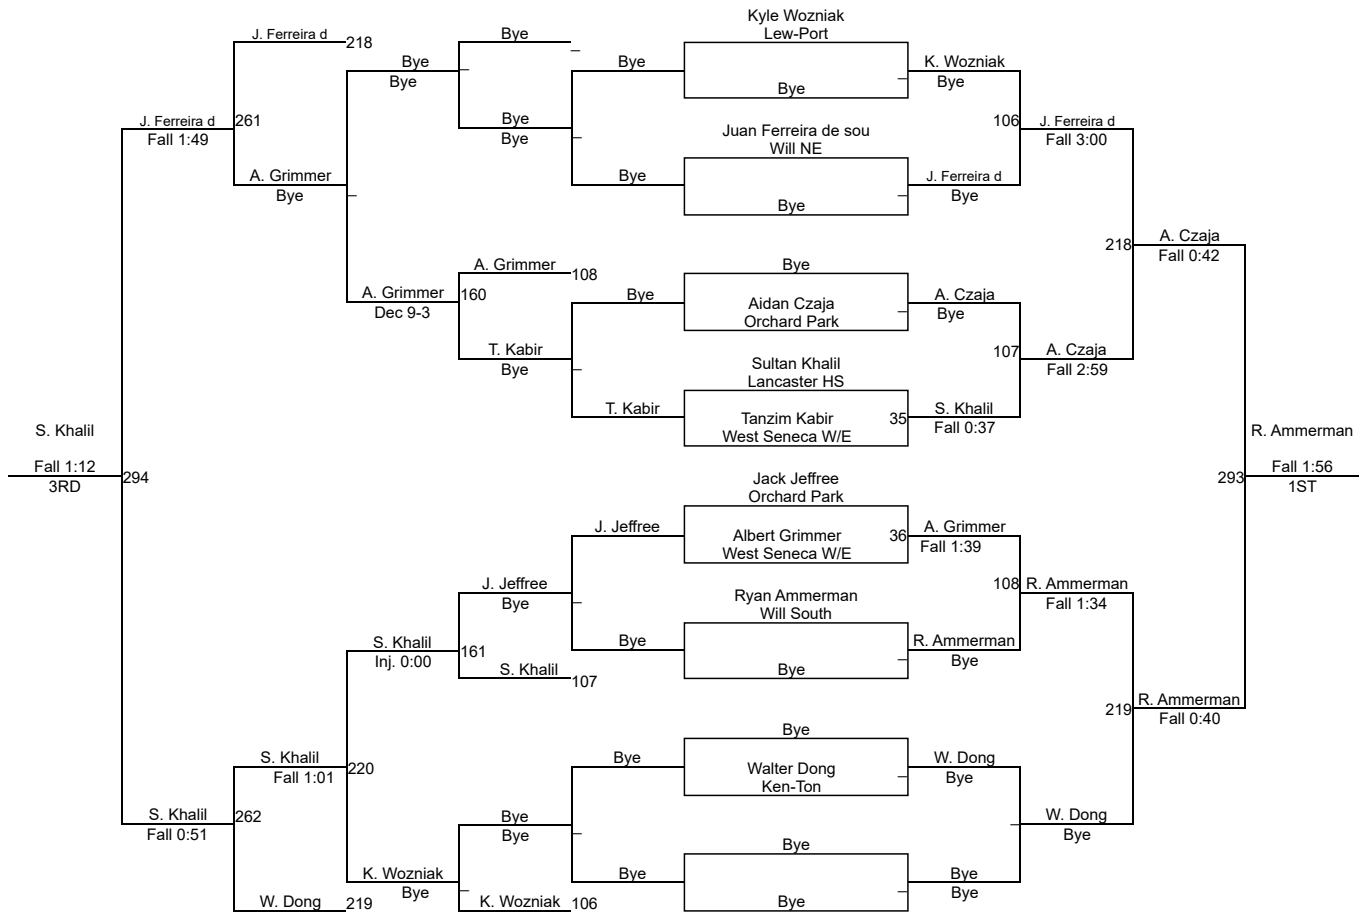 Kyle Wozniak
Lew-Port
J. Ferreira d 218
Bye
Bye
Bye
Bye
K. Wozniak
Bye
Bye
Bye
J. Ferreira d
Fall 1:49
261
Bye
Bye
Juan Ferreira de sou
Will NE
106
J. Ferreira d
Fall 3:00
A. Grimmer
Bye
Bye
Bye
J. Ferreira d
Bye
218
A. Czaja
Fall 0:42
A. Grimmer
108
Bye
A. Grimmer
Dec 9-3
160
Bye
Aidan Czaja
Orchard Park
A. Czaja
Bye
T. Kabir
Bye
Sultan Khalil
Lancaster HS
107
A. Czaja
Fall 2:59
T. Kabir
Tanzim Kabir
West Seneca W/E
35
S. Khalil
Fall 0:37
S. Khalil
Fall 1:12
3RD
294
R. Ammerman
Fall 1:56
1ST
293
Jack Jeffree
Orchard Park
J. Jeffree
Albert Grimmer
West Seneca W/E
36
A. Grimmer
Fall 1:39
J. Jeffree
Bye
Ryan Ammerman
Will South
108
R. Ammerman
Fall 1:34
S. Khalil
Inj. 0:00
161
Bye
Bye
R. Ammerman
Bye
S. Khalil
107
219
R. Ammerman
Fall 0:40
Bye
S. Khalil
Fall 1:01
220
Bye
Walter Dong
Ken-Ton
W. Dong
Bye
S. Khalil
Fall 0:51
262
Bye
Bye
Bye
W. Dong
Bye
K. Wozniak
Bye
Bye
Bye
Bye
Bye
W. Dong
219
K. Wozniak
106